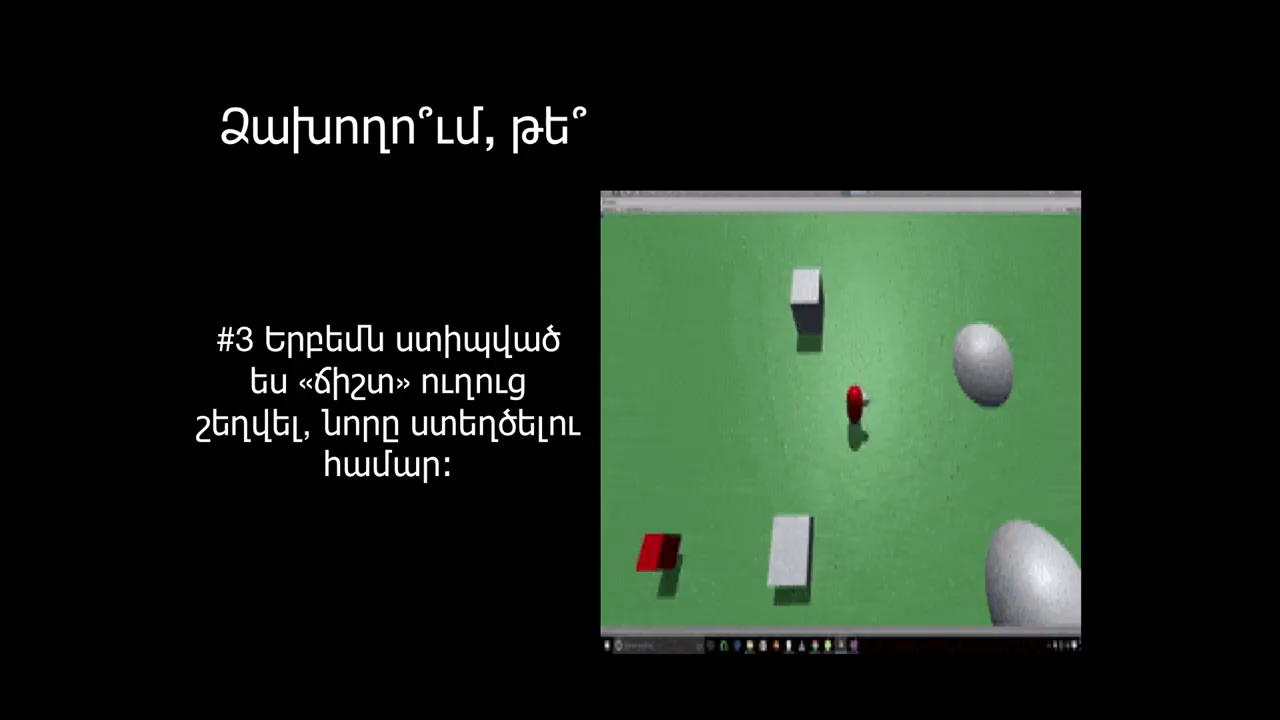 Ձախողո՞ւմ, թե՞
#3 Երբեմն ստիպված
ես «ճիշտ» ուղուց
շեղվել, նորը ստեղծելու
համար: